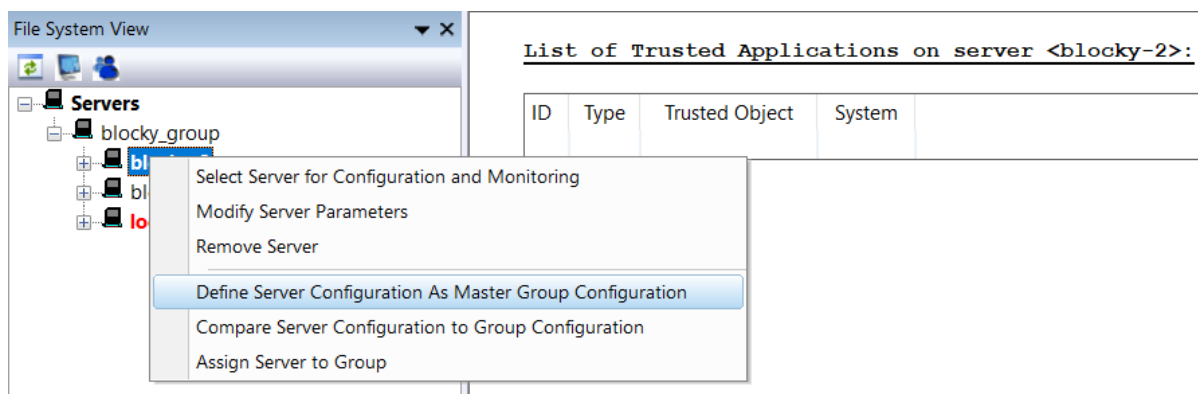 File System View
List of Trusted Applications on server <blocky-2>:
Servers
blocky_group
ID Type Trusted Object System
Select Server for Configuration and Monitoring
Modify Server Parameters
Remove Server
Define Server Configuration As Master Group Configuration
Compare Server Configuration to Group Configuration
Assign Server to Group